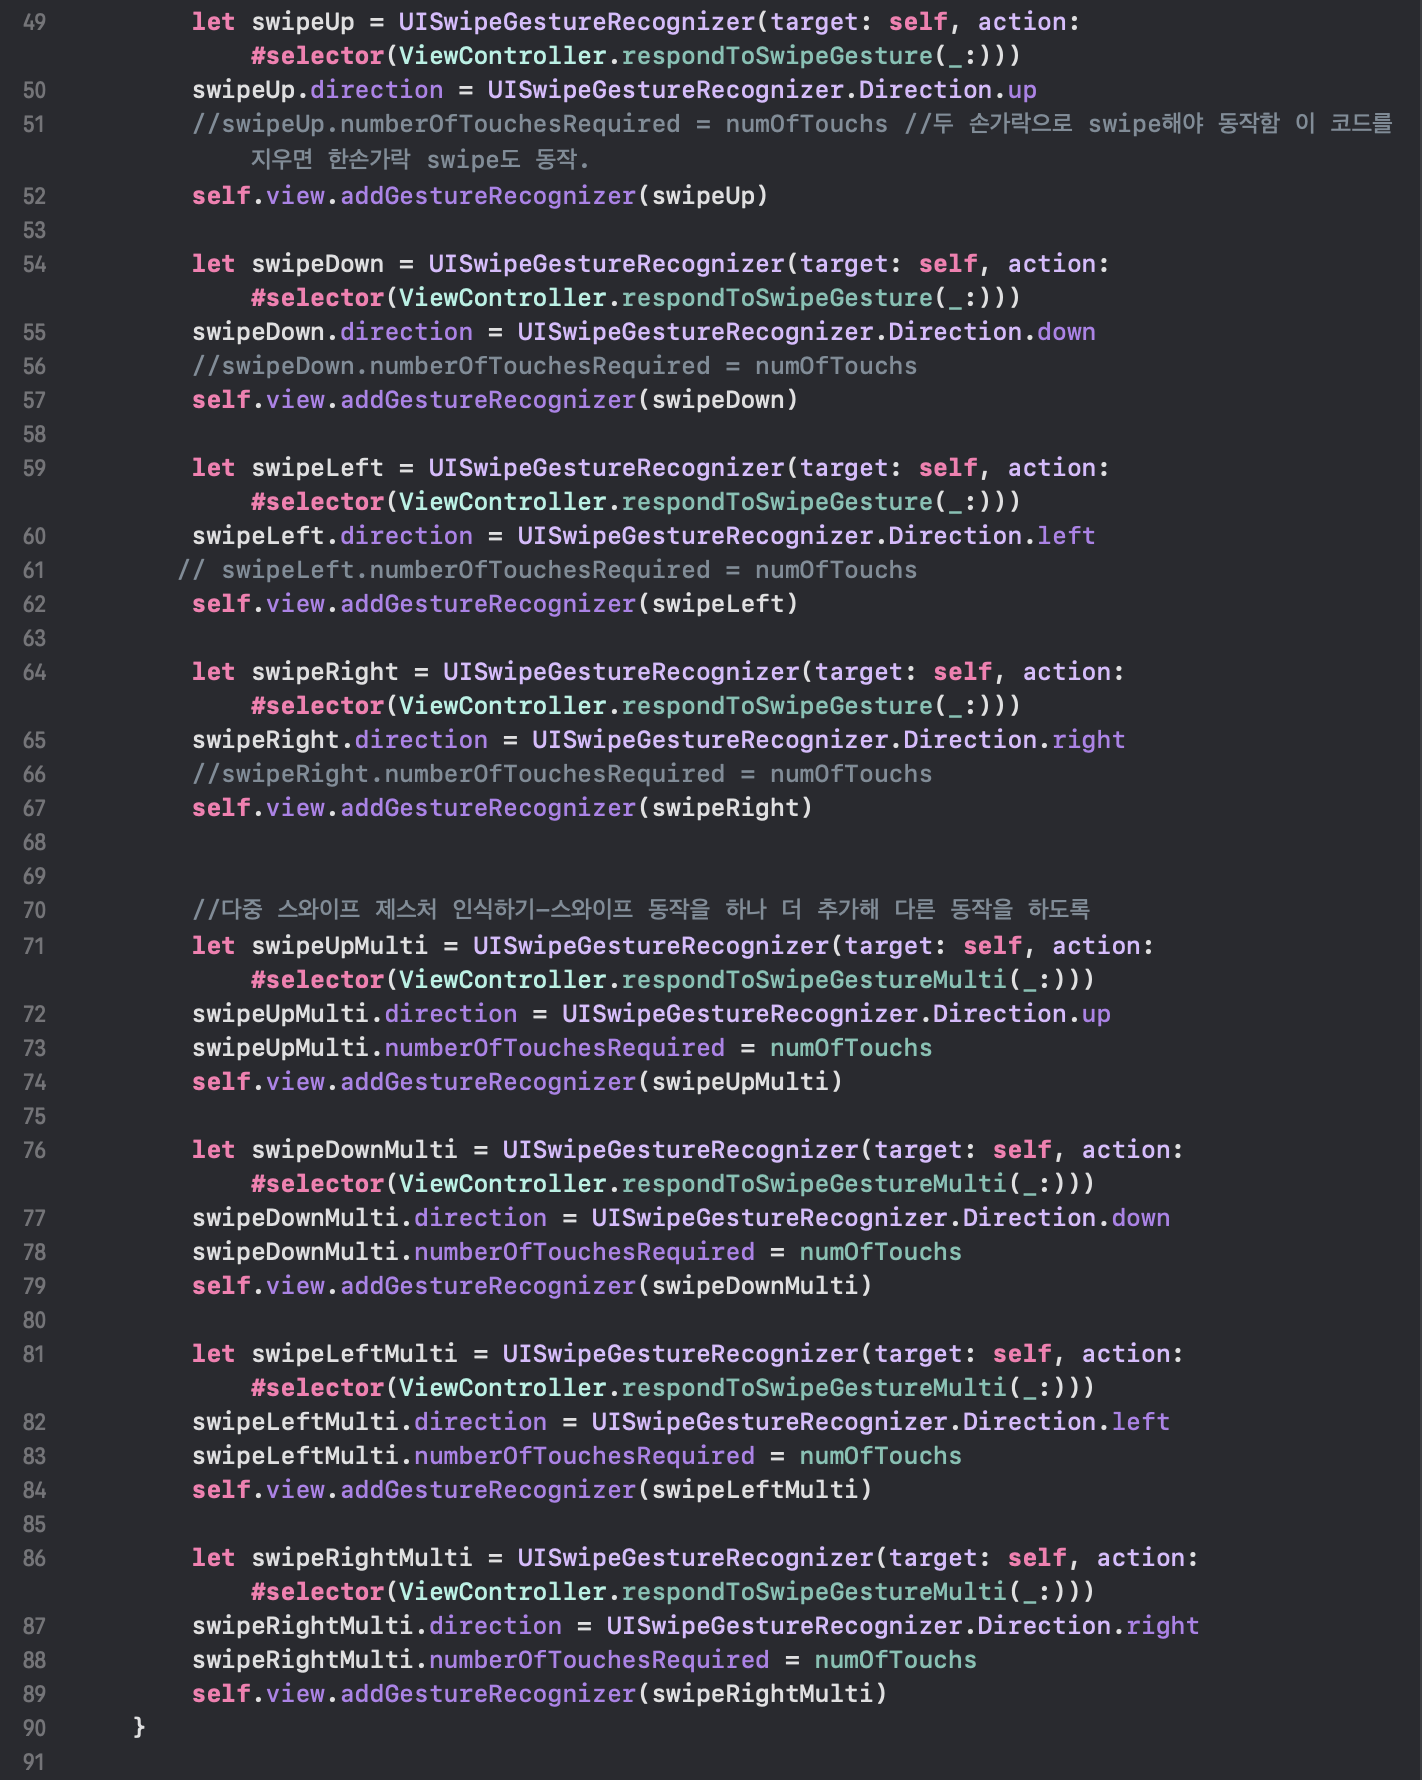 49 let swipeUp = UISwipeGestureRecognizer(target: self, action:
#selector(ViewController.respondToSwipeGesture(_:)))
50 swipeUp.direction = UISwipeGestureRecognizer.Direction.up
51 //swipeUp.numberOfTouchesRequired = numOfTouchs //두 손가락으로 swipe해야 동작함 이 코드를
지우면 한손가락 swipe도 동작.
52 self.view.addGestureRecognizer(swipeUp)
53
54 let swipeDown = UISwipeGestureRecognizer(target: self, action:
#selector(ViewController.respondToSwipeGesture(_:)))
55 swipeDown.direction = UISwipeGestureRecognizer.Direction.down
56 //swipeDown.numberOfTouchesRequired = numOfTouchs
57 self.view.addGestureRecognizer(swipeDown)
58
59 let swipeLeft = UISwipeGestureRecognizer(target: self, action:
#selector(ViewController.respondToSwipeGesture(_:)))
60 swipeLeft.direction = UISwipeGestureRecognizer.Direction.left
61 // swipeLeft.numberOfTouchesRequired = numOfTouchs
62 self.view.addGestureRecognizer(swipeLeft)
63
64 let swipeRight = UISwipeGestureRecognizer(target: self, action:
#selector(ViewController.respondToSwipeGesture(_:)))
65 swipeRight.direction = UISwipeGestureRecognizer.Direction.right
66 //swipeRight.numberOfTouchesRequired = numOfTouchs
67 self.view.addGestureRecognizer(swipeRight)
68
69
70 //다중 스와이프 제스처 인식하기-스와이프 동작을 하나 더 추가해 다른 동작을 하도록
71 let swipeUpMulti = UISwipeGestureRecognizer(target: self, action:
#selector(ViewController.respondToSwipeGestureMulti(_:)))
72 swipeUpMulti.direction = UISwipeGestureRecognizer.Direction.up
73 swipeUpMulti.numberOfTouchesRequired = numOfTouchs
74 self.view.addGestureRecognizer(swipeUpMulti)
75
76 let swipeDownMulti = UISwipeGestureRecognizer(target: self, action:
#selector(ViewController.respondToSwipeGestureMulti(_:)))
77 swipeDownMulti.direction = UISwipeGestureRecognizer.Direction.down
78 swipeDownMulti.numberOfTouchesRequired = numOfTouchs
79 self.view.addGestureRecognizer(swipeDownMulti)
80
81 let swipeLeftMulti = UISwipeGestureRecognizer(target: self, action:
#selector(ViewController.respondToSwipeGestureMulti(_:)))
82 swipeLeftMulti.direction = UISwipeGestureRecognizer.Direction.left
83 swipeLeftMulti.numberOfTouchesRequired = numOfTouchs
84 self.view.addGestureRecognizer(swipeLeftMulti)
85
86 let swipeRightMulti = UISwipeGestureRecognizer(target: self, action:
#selector(ViewController.respondToSwipeGestureMulti(_:)))
87 swipeRightMulti.direction = UISwipeGestureRecognizer.Direction.right
88 swipeRightMulti.numberOfTouchesRequired = numOfTouchs
89 self.view.addGestureRecognizer(swipeRightMulti)
90 }
91